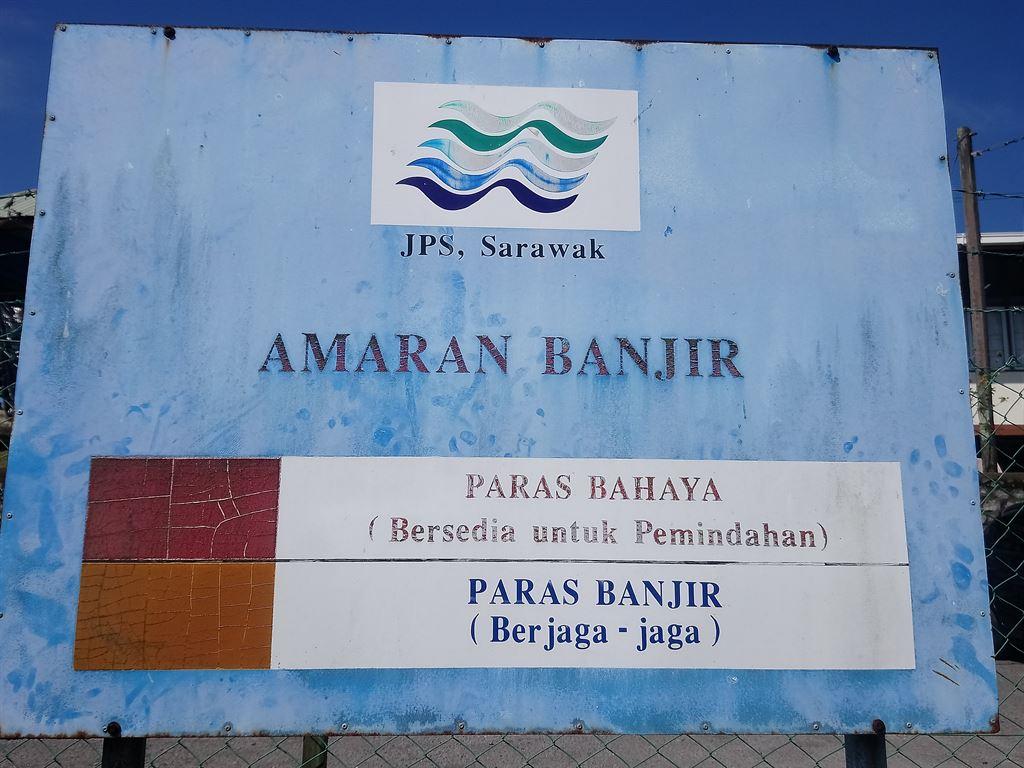 JPS, Sarawak
AMARAN BANJIR
PARAS BAHAYA
( Bersedia untuk Pemindahan)
PARAS BANJIR
( Berjaga - jaga )